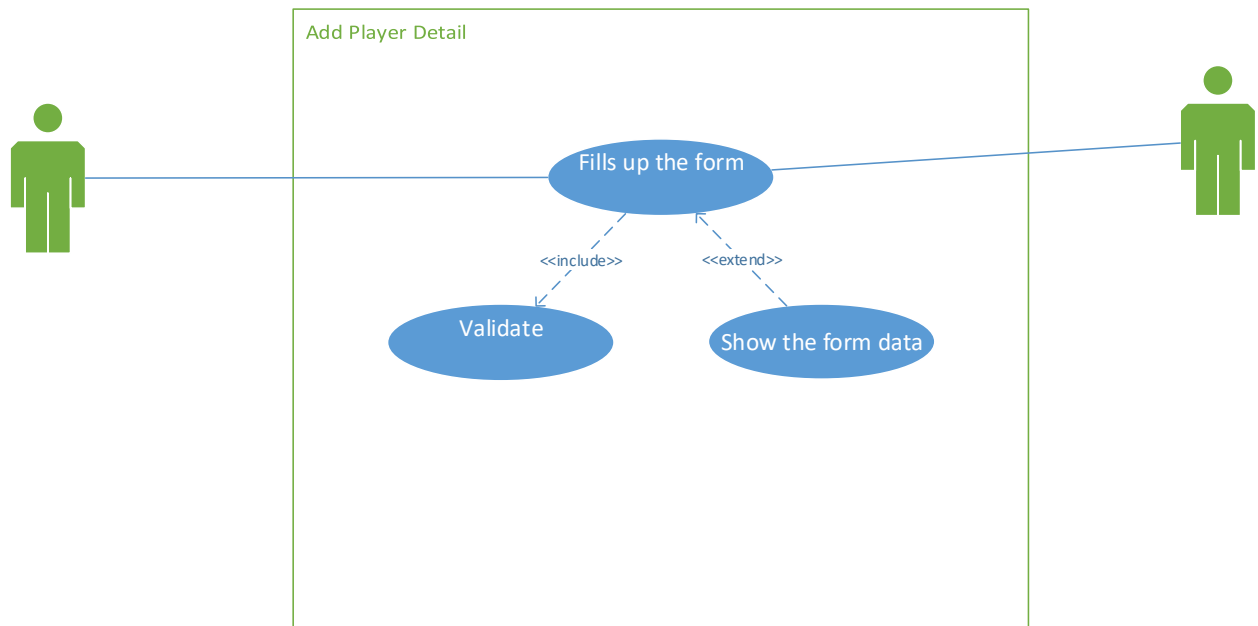 Add Player Detail
Fills up the form
<<include>>
<<extend>>
Validate
Show the form data